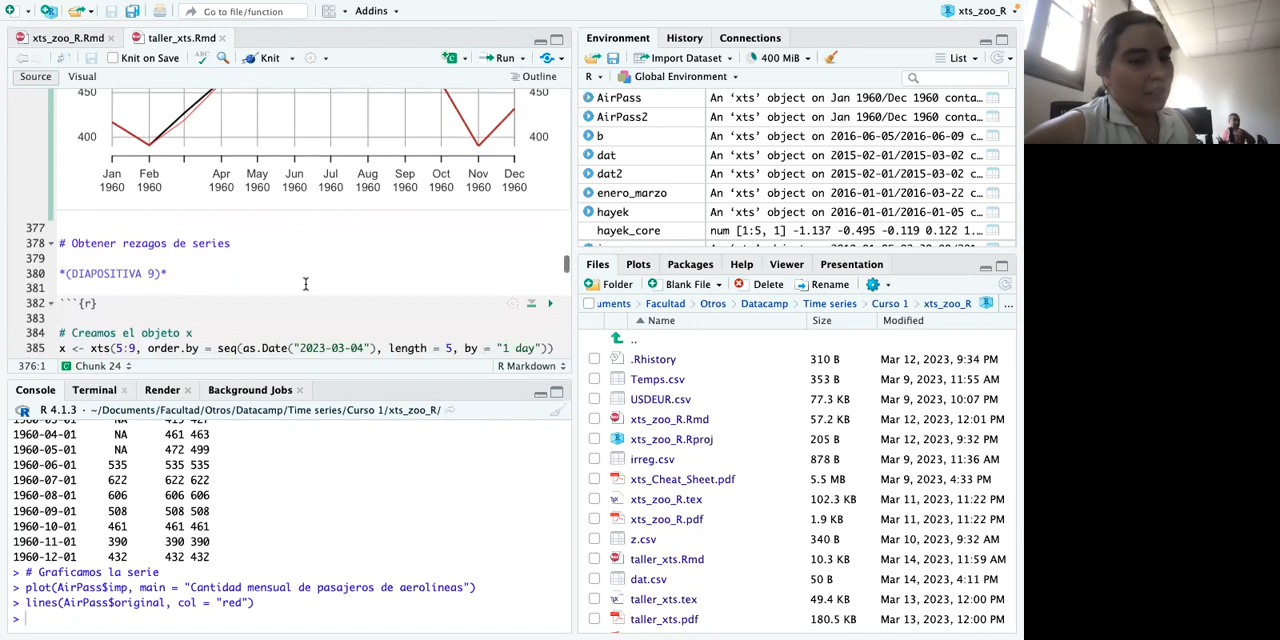 Go to file/function
Addins
xts_zoo_R
xts_zoo_R.Rmd
taller_xts.Rmd
Knit on Save
ABC
Knit
Run
Source
Visual
Outline
450
450
400
400
Jan Feb Apr May Jun Jul Aug Sep Oct Nov Dec
1960 1960 1960 1960 1960 1960 1960 1960 1960 1960 1960
377
378 # Obtener rezagos de series
379
380 *(DIAPOSITIVA 9)*
381
382 ```{r}
383
384 # Creamos el objeto x
385 x <- xts(5:9, order.by = seq(as.Date("2023-03-04"), length = 5, by = "1 day"))
376:1
Chunk 24
R Markdown
Console
Terminal
Render
Background Jobs
R 4.1.3 · ~/Documents/Facultad/Otros/Datacamp/Time series/Curso 1/xts_zoo_R/
1960-04-01 NA 461 463
1960-05-01 NA 472 499
1960-06-01 535 535 535
1960-07-01 622 622 622
1960-08-01 606 606 606
1960-09-01 508 508 508
1960-10-01 461 461 461
1960-11-01 390 390 390
1960-12-01 432 432 432
> # Graficamos la serie
> plot(AirPass$imp, main = "Cantidad mensual de pasajeros de aerolíneas")
> lines(AirPass$original, col = "red")
>
Environment
History
Connections
Import Dataset
400 MiB
List
R
Global Environment
AirPass An ‘xts’ object on Jan 1960/Dec 1960 conta…
AirPass2 An ‘xts’ object on Jan 1960/Dec 1960 conta…
b An ‘xts’ object on 2016-06-05/2016-06-09 c…
dat An ‘xts’ object on 2015-02-01/2015-03-02 c…
dat2 An ‘xts’ object on 2015-02-01/2015-03-02 c…
enero_marzo An ‘xts’ object on 2016-01-01/2016-03-22 c…
hayek An ‘xts’ object on 2016-01-01/2016-01-05 c…
hayek_core num [1:5, 1] -1.137 -0.495 -0.119 0.122 1.…
Files
Plots
Packages
Help
Viewer
Presentation
Folder
Blank File
Delete
Rename
uments
Facultad
Otros
Datacamp
Time series
Curso 1
xts_zoo_R
...
Name Size Modified
..
.Rhistory 310 B Mar 12, 2023, 9:34 PM
Temps.csv 353 B Mar 9, 2023, 11:55 AM
USDEUR.csv 77.3 KB Mar 9, 2023, 10:07 PM
xts_zoo_R.Rmd 57.2 KB Mar 12, 2023, 12:01 PM
xts_zoo_R.Rproj 205 B Mar 12, 2023, 9:32 PM
irreg.csv 878 B Mar 9, 2023, 11:36 AM
xts_Cheat_Sheet.pdf 5.5 MB Mar 9, 2023, 4:33 PM
xts_zoo_R.tex 102.3 KB Mar 11, 2023, 11:22 PM
xts_zoo_R.pdf 1.9 KB Mar 11, 2023, 11:22 PM
z.csv 340 B Mar 10, 2023, 9:32 AM
taller_xts.Rmd 10.3 KB Mar 14, 2023, 11:59 AM
dat.csv 50 B Mar 14, 2023, 4:11 PM
taller_xts.tex 49.4 KB Mar 13, 2023, 12:00 PM
taller_xts.pdf 180.5 KB Mar 13, 2023, 12:00 PM